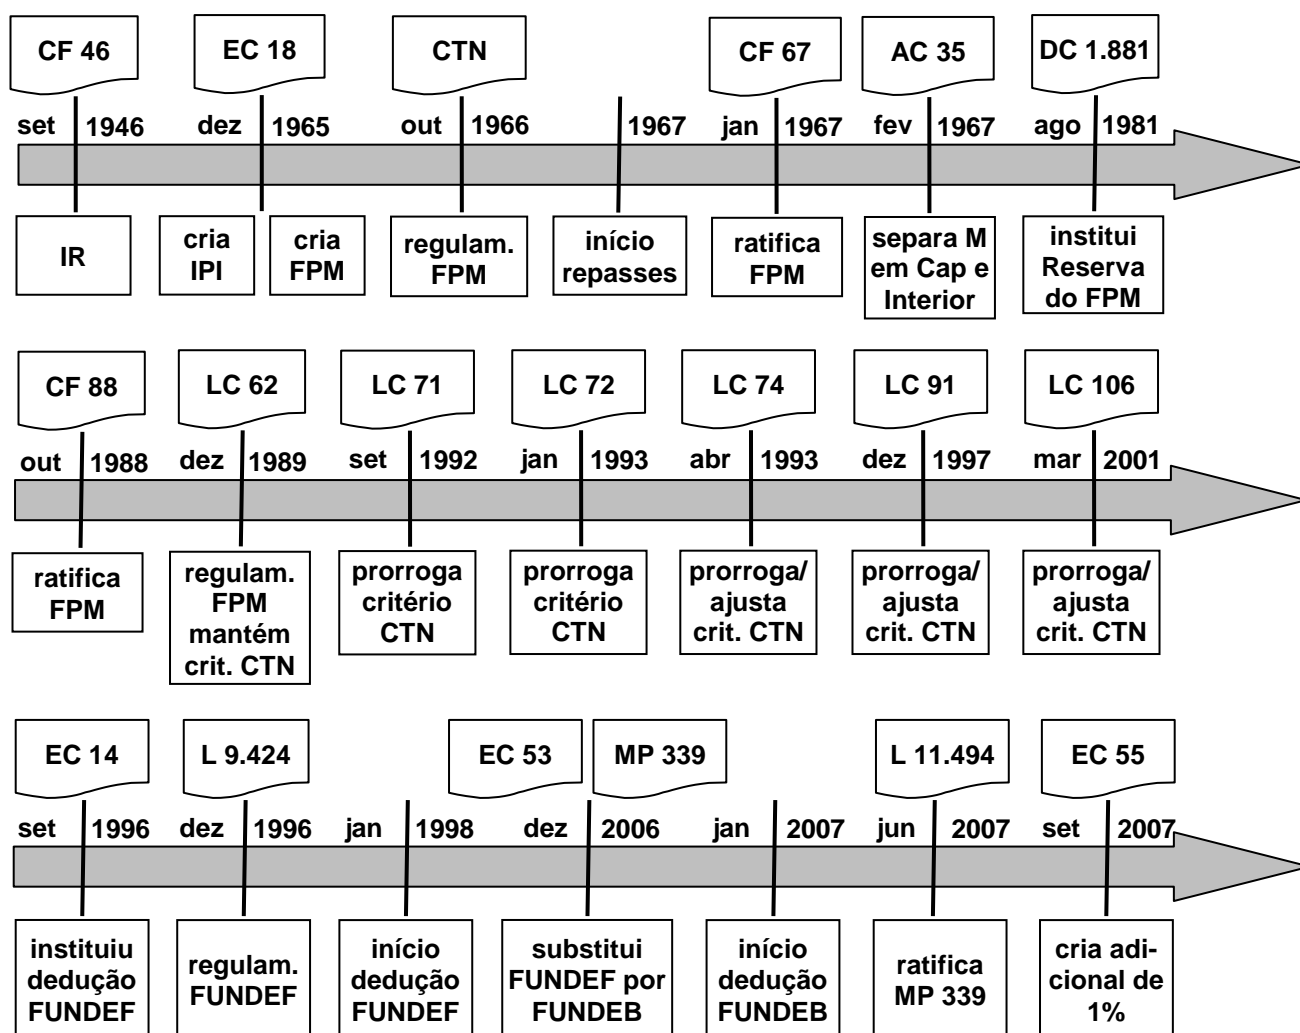 CF 46 EC 18 CTN CF 67 AC 35 DC 1.881
set 1946 dez 1965 out 1966 1967 jan 1967 fev 1967 ago 1981
IR
cria
IPI
cria
FPM
regulam.
FPM
início
repasses
ratifica
FPM
separa M
em Cap e
Interior
institui
Reserva
do FPM
CF 88 LC 62 LC 71 LC 72 LC 74 LC 91 LC 106
out 1988 dez 1989 set 1992 jan 1993 abr 1993 dez 1997 mar 2001
ratifica
FPM
regulam.
FPM
mantém
crit. CTN
prorroga
critério
CTN
prorroga
critério
CTN
prorroga/
ajusta
crit. CTN
prorroga/
ajusta
crit. CTN
prorroga/
ajusta
crit. CTN
EC 14 L 9.424 EC 53 MP 339 L 11.494 EC 55
set 1996 dez 1996 jan 1998 dez 2006 jan 2007 jun 2007 set 2007
instituiu
dedução
FUNDEF
regulam.
FUNDEF
início
dedução
FUNDEF
substitui
FUNDEF por
FUNDEB
início
dedução
FUNDEB
ratifica
MP 339
cria adi-
cional de
1%